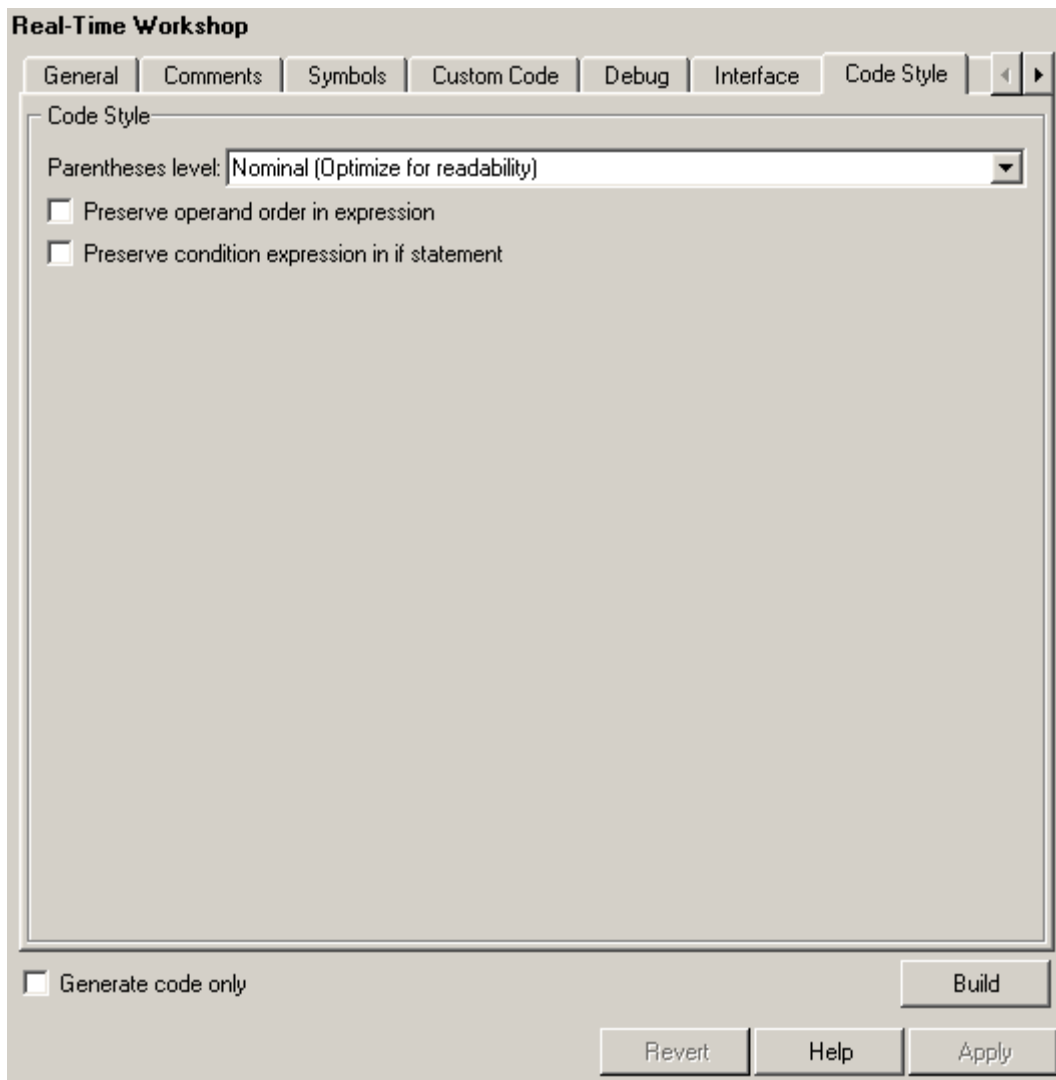 Real-Time Workshop
General Comments Symbols Custom Code Debug Interface Code Style
Code Style
Parentheses level: Nominal (Optimize for readability)
Preserve operand order in expression
Preserve condition expression in if statement
Generate code only Build
Revert Help Apply